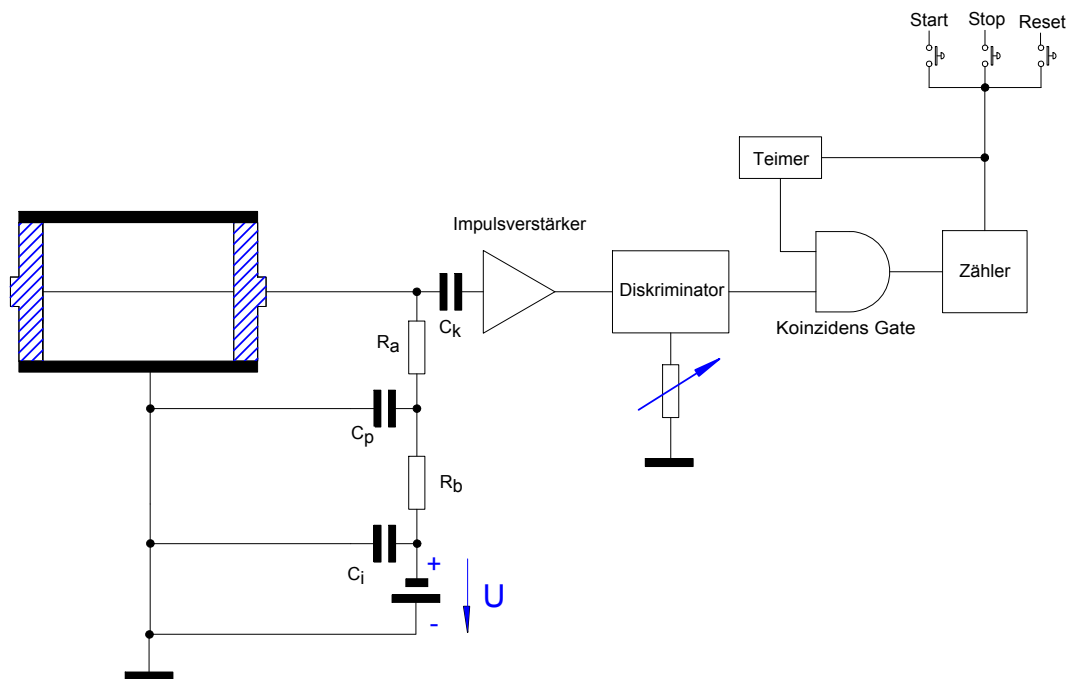 Start
Stop
Reset
Teimer
Impulsverstärker
Diskriminator
Zähler
Koinzidens Gate
Ck
Ra
Cp
Rb
Ci
+
U
-